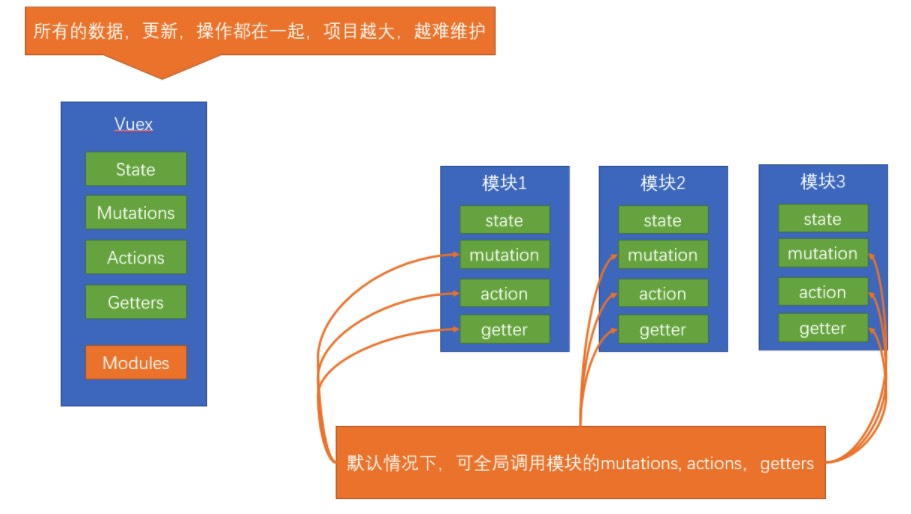 所有的数据，更新，操作都在一起，项目越大，越难维护
Vuex
State
Mutations
Actions
Getters
Modules
模块1
state
mutation
action
getter
模块2
state
mutation
action
getter
模块3
state
mutation
action
getter
默认情况下，可全局调用模块的mutations, actions，getters